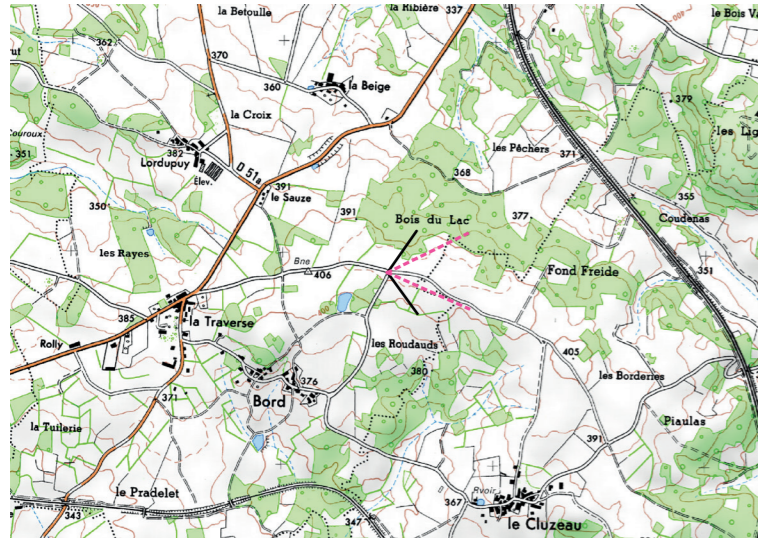 la Betoulle
la Ribière
337
le Bois
362
370
360
la Beige
379
la Croix
les Pêchers
371
les Lig
Couroux
351
382
Lordupuy
Elev.
D 51a
391
le Sauze
368
350
391
Bois du Lac
377
355
Coudenas
les Rayes
Bne
406
Fond Freide
351
400
385
la Traverse
Rolly
les Roudauds
405
380
376
les Borderies
371
Bord
la Tuilerie
Piaulas
391
le Pradelet
Rvoir
367
343
347
le Cluzeau